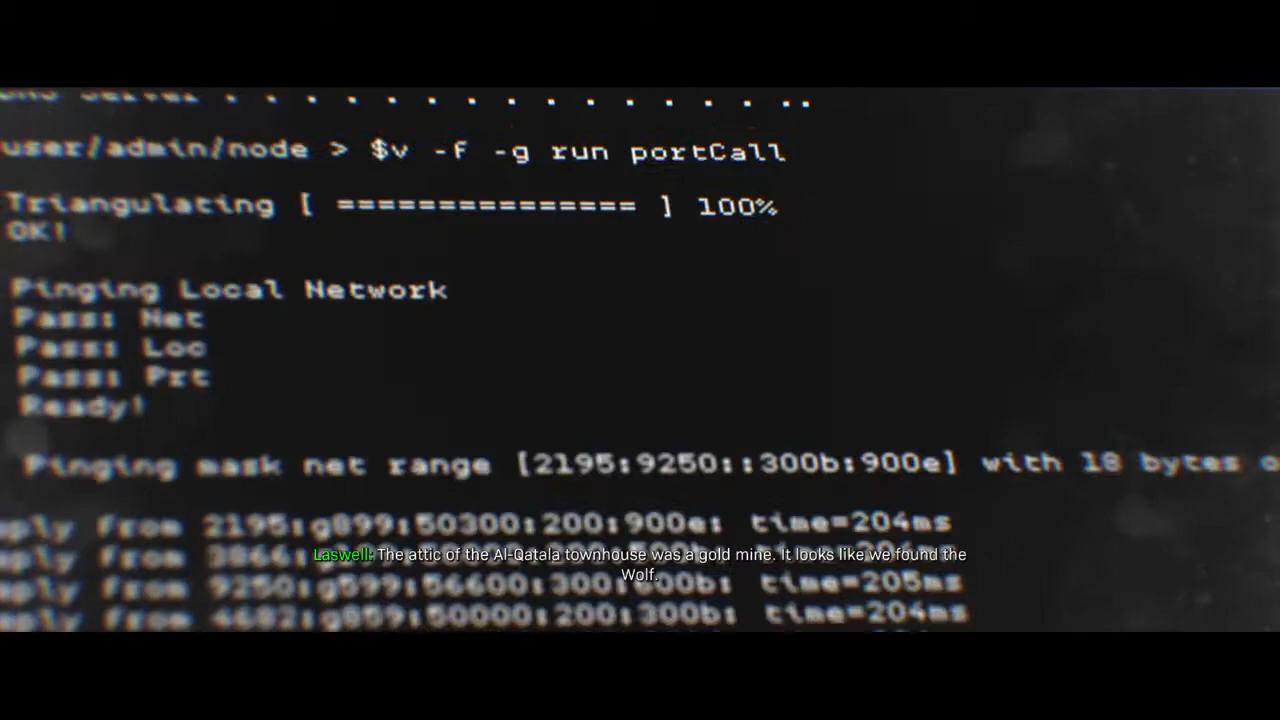 user/admin/node > $v -f -g run portCall
Triangulating [ =============== ] 100%
OK!
Pinging Local Network
Pass: Net
Pass: Loc
Pass: Prt
Ready!
Pinging mask net range [2195:9250::300b:900e] with 18 bytes
from 2195:g899:50300:200:900e: time=204ms
Laswell: The attic of the Al-Qatala townhouse was a gold mine. It looks like we found the
Wolf.
from 9250:g599:56600:300:600b: time=205ms
from 4682:g859:50000:200:300b: time=204ms